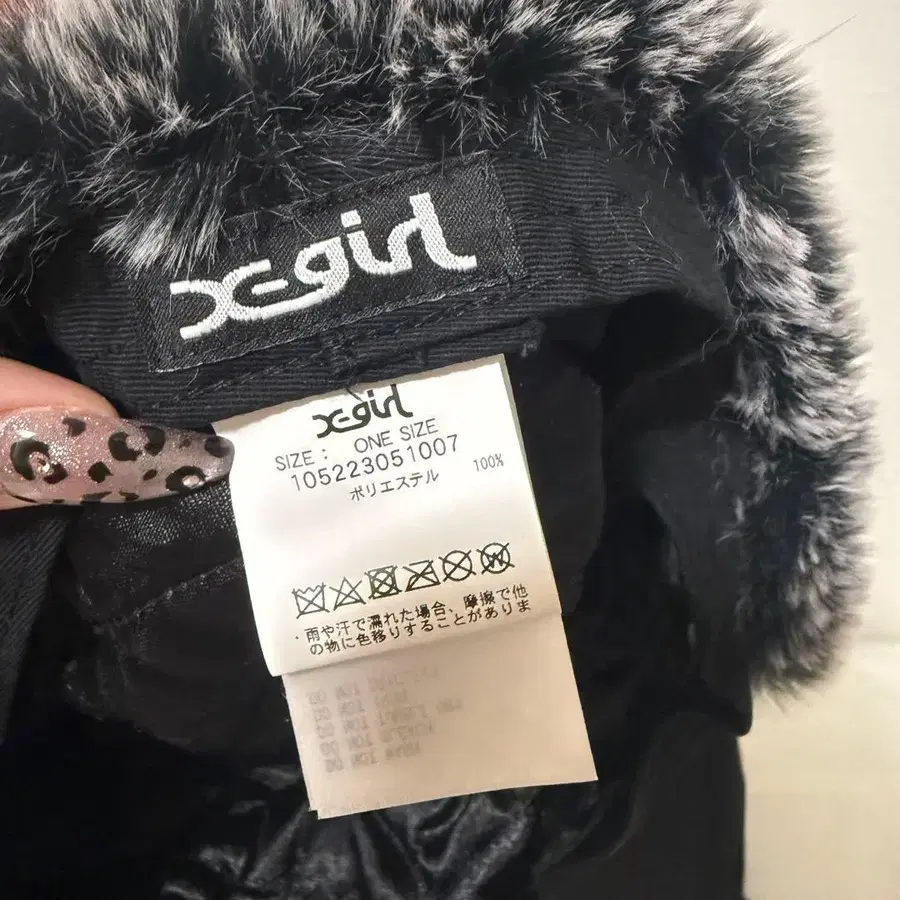 X-girl
X-girl
SIZE : ONE SIZE
105223051007
ポリエステル 100%
・雨や汗で濡れた場合、摩擦で他
の物に色移りすることがありま